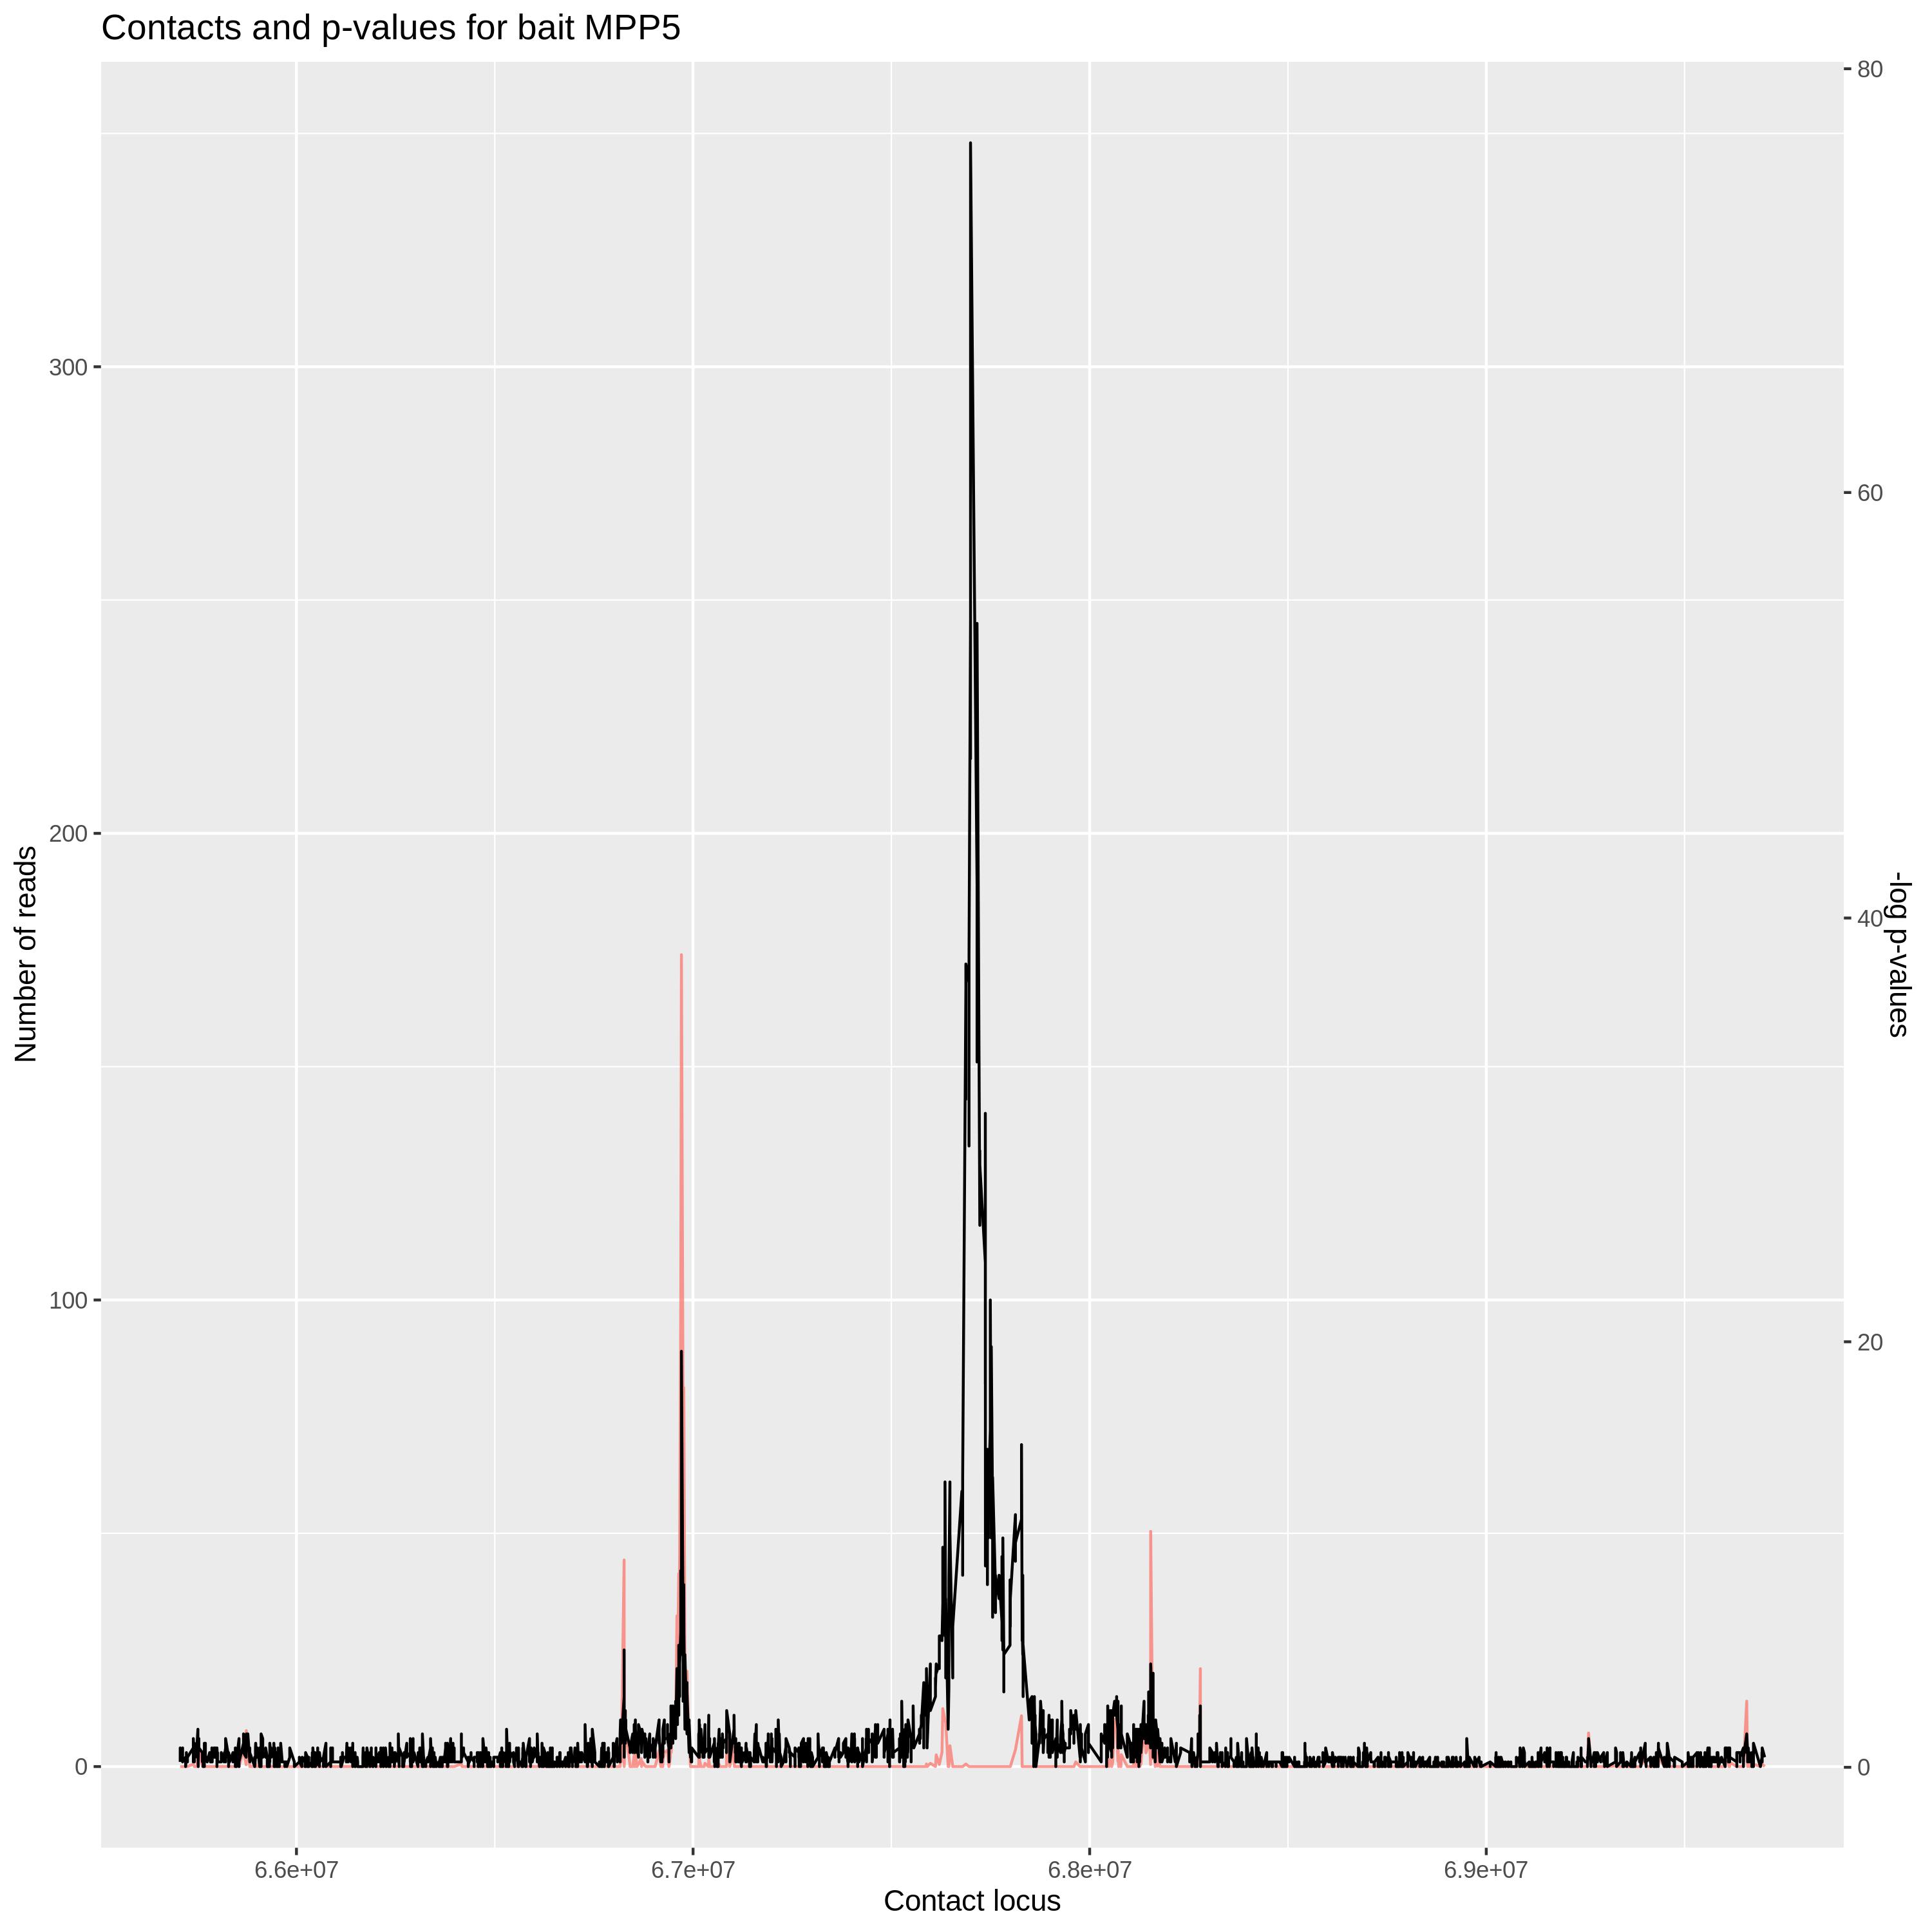 Contacts and p-values for bait MPP5
Number of reads
300
200
100
0
80
60
40
20
0
-log p-values
6.6e+07
6.7e+07
6.8e+07
6.9e+07
Contact locus